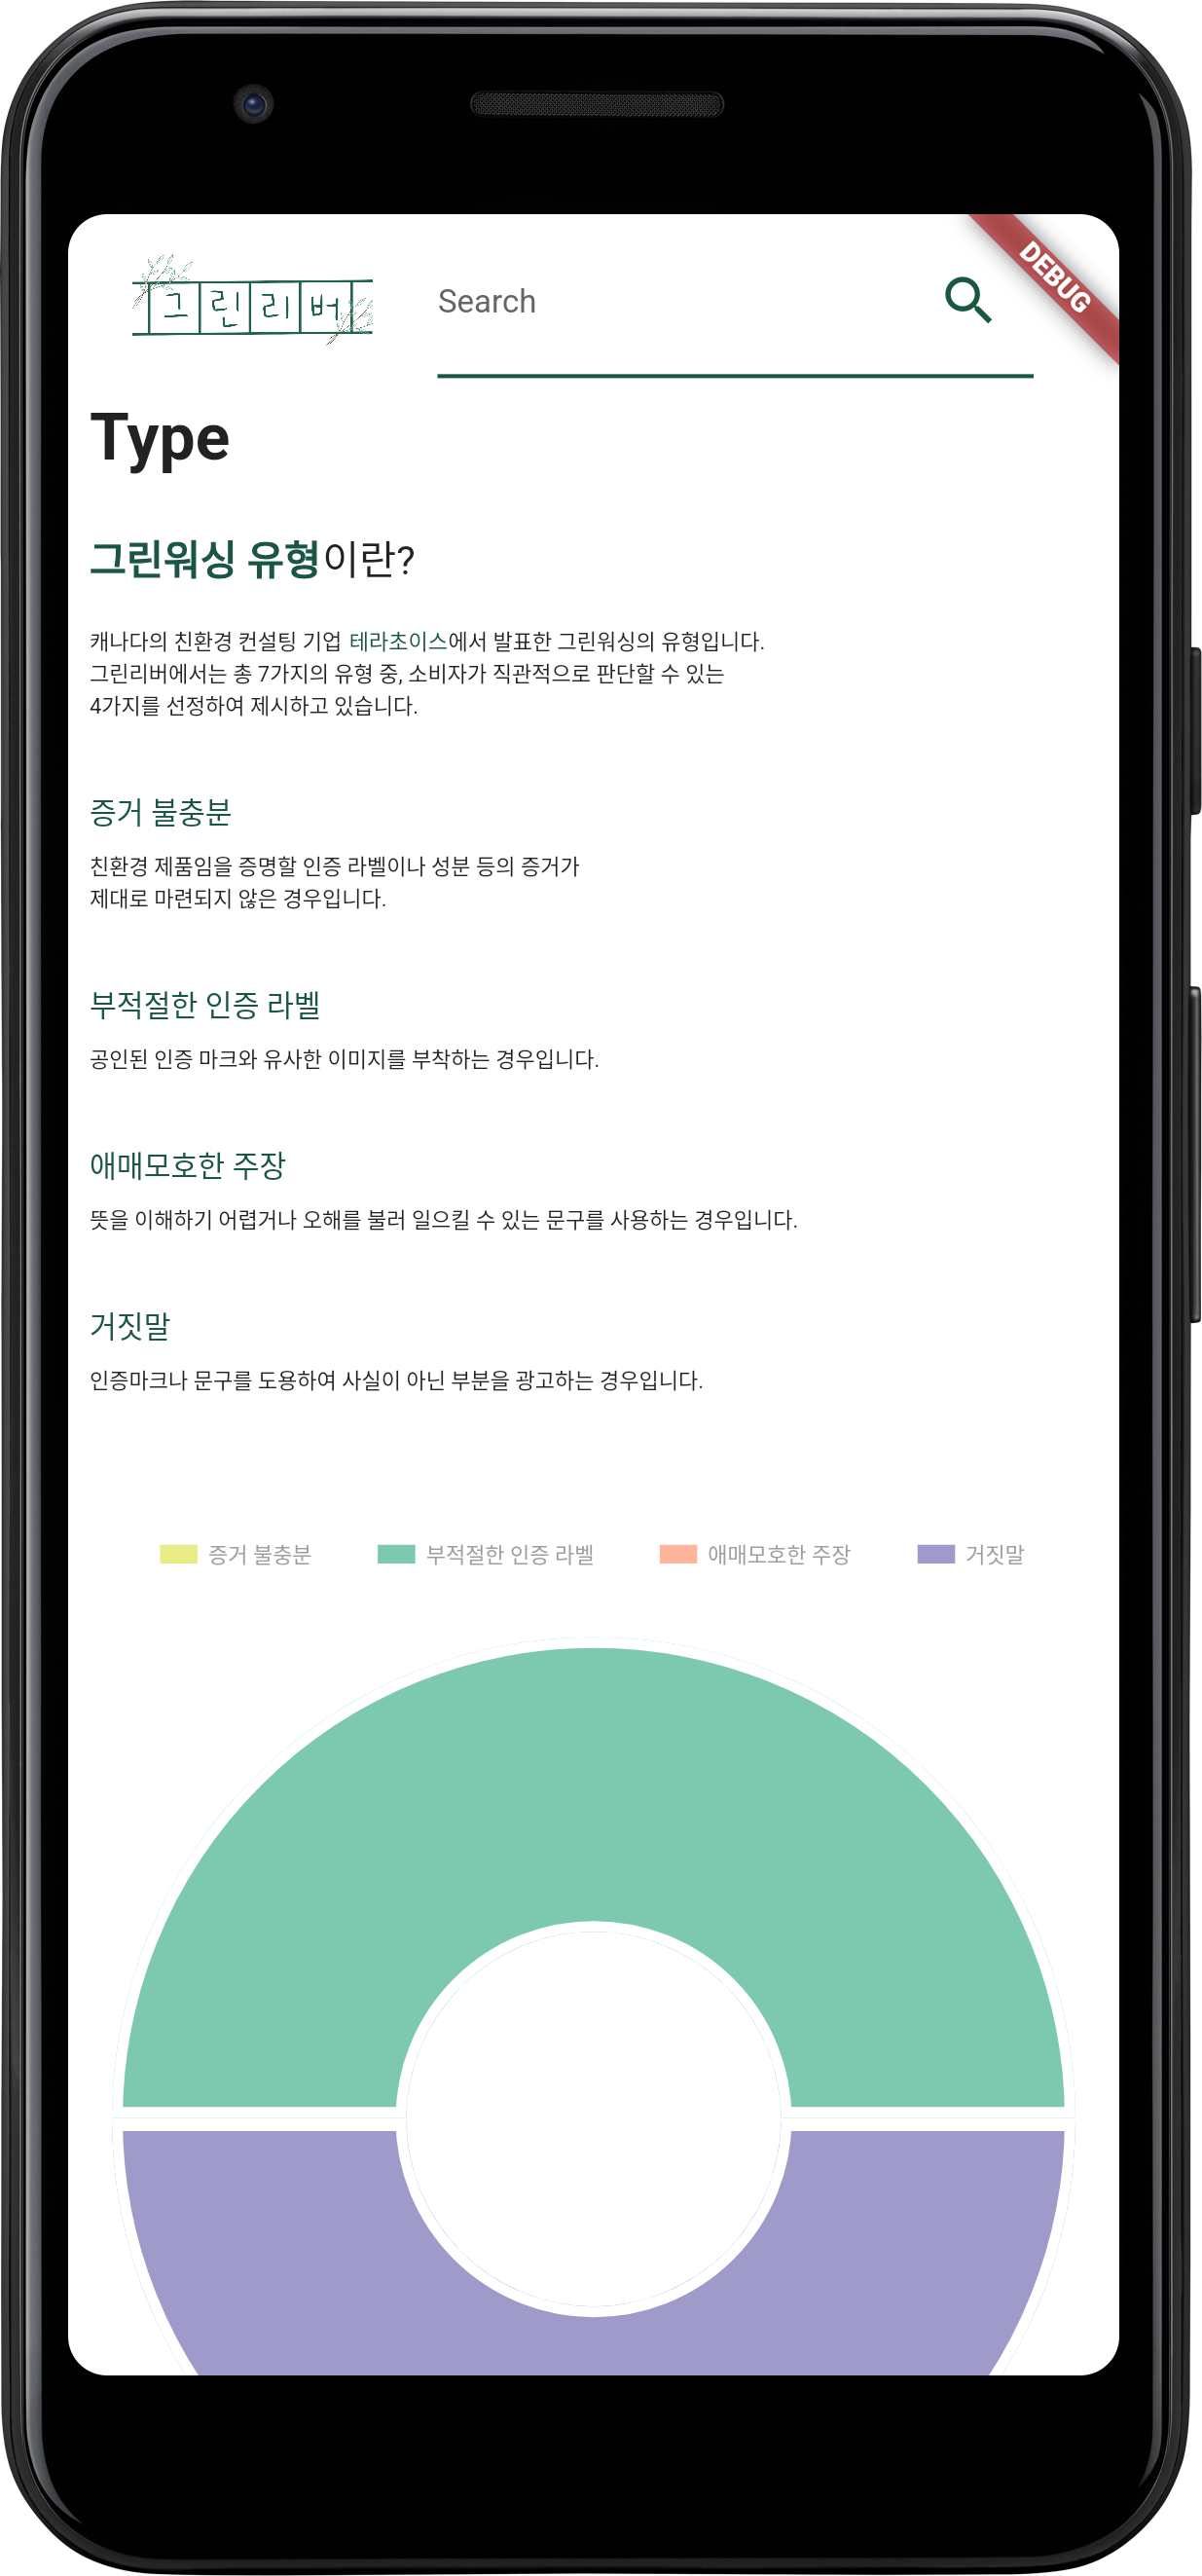 그린리버
Search
DEBUG
Type
그린워싱 유형이란?
캐나다의 친환경 컨설팅 기업 테라초이스에서 발표한 그린워싱의 유형입니다.
그린리버에서는 총 7가지의 유형 중, 소비자가 직관적으로 판단할 수 있는
4가지를 선정하여 제시하고 있습니다.
증거 불충분
친환경 제품임을 증명할 인증 라벨이나 성분 등의 증거가
제대로 마련되지 않은 경우입니다.
부적절한 인증 라벨
공인된 인증 마크와 유사한 이미지를 부착하는 경우입니다.
애매모호한 주장
뜻을 이해하기 어렵거나 오해를 불러 일으킬 수 있는 문구를 사용하는 경우입니다.
거짓말
인증마크나 문구를 도용하여 사실이 아닌 부분을 광고하는 경우입니다.
증거 불충분 부적절한 인증 라벨 애매모호한 주장 거짓말